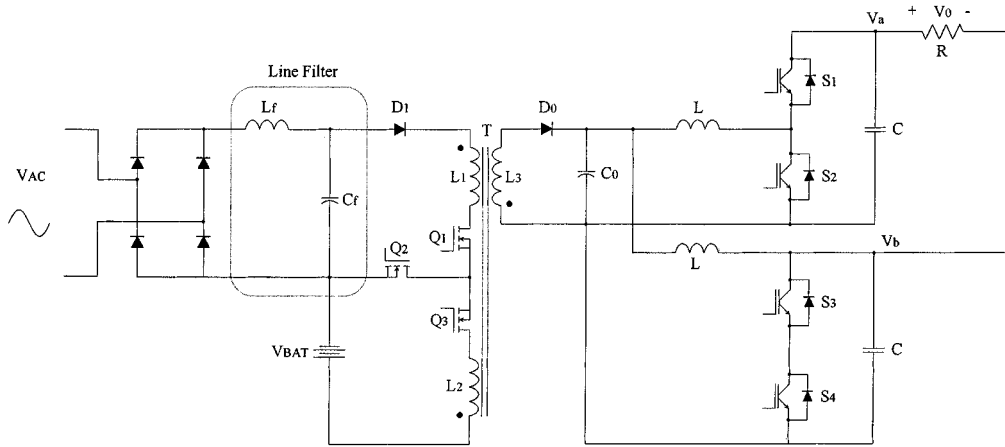 Va
+ V0 -
R
Line Filter
S1
Lf
D1
T
D0
L
C
VAC
L1
L3
C0
S2
Cf
Q1
Q2
Vb
L
Q3
S3
VBAT
C
L2
S4